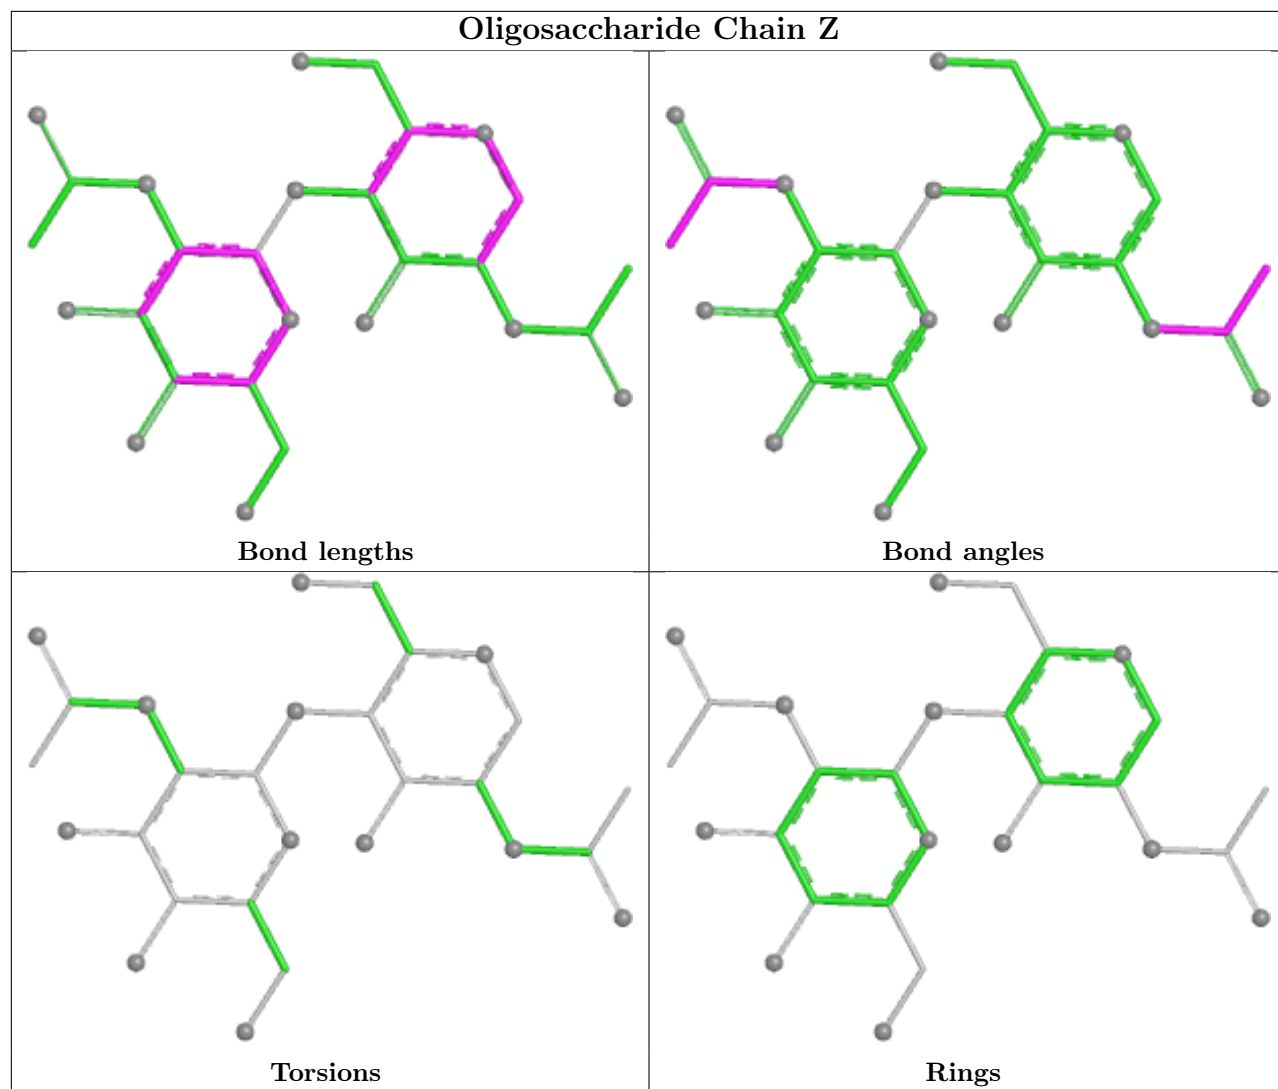 Oligosaccharide Chain Z
Bond lengths
Bond angles
Torsions
Rings